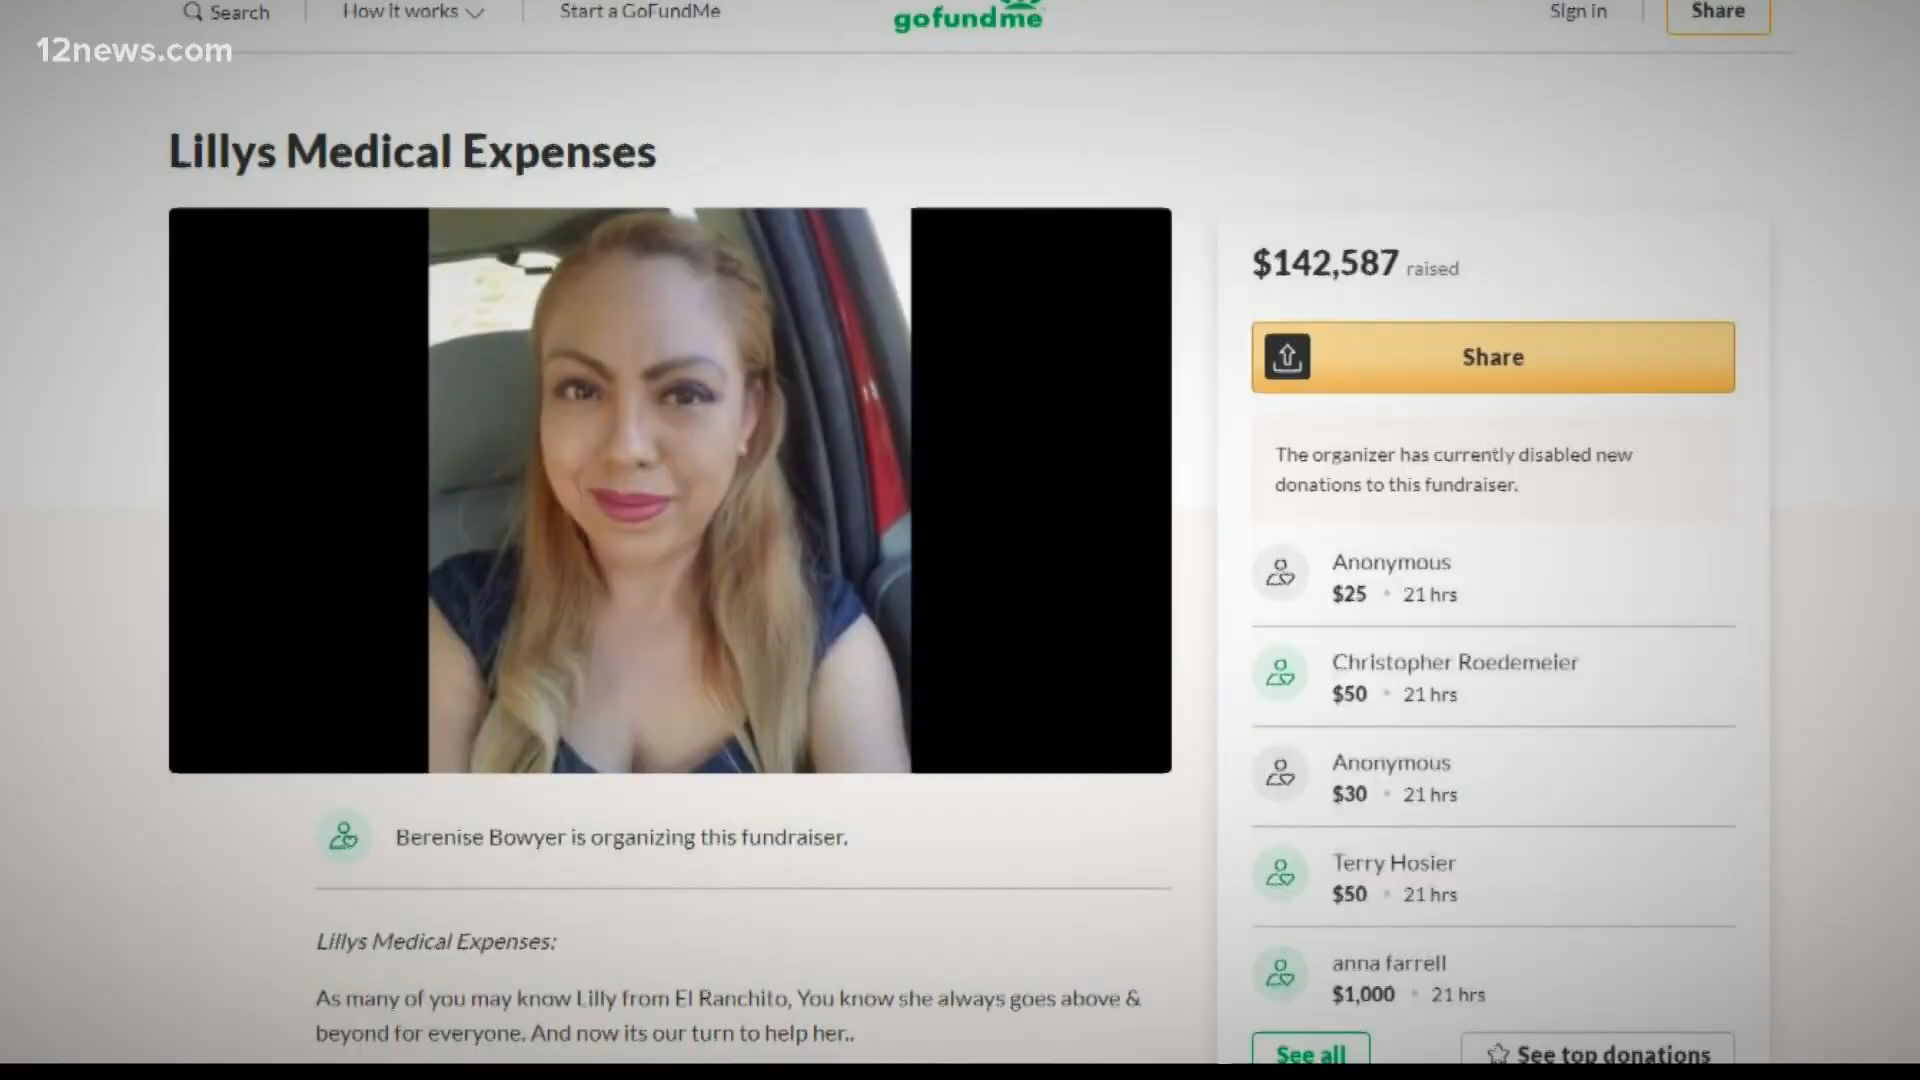 Search
How it works
Start a GoFundMe
gofundme
Sign in
Share
12news.com
Lillys Medical Expenses
$142,587 raised
Share
The organizer has currently disabled new
donations to this fundraiser.
Anonymous
$25 • 21 hrs
Christopher Roedemeier
$50 • 21 hrs
Anonymous
$30 • 21 hrs
Terry Hosier
$50 • 21 hrs
anna farrell
$1,000 • 21 hrs
See all
See top donations
Berenise Bowyer is organizing this fundraiser.
Lillys Medical Expenses:
As many of you may know Lilly from El Ranchito, You know she always goes above &
beyond for everyone. And now its our turn to help her..